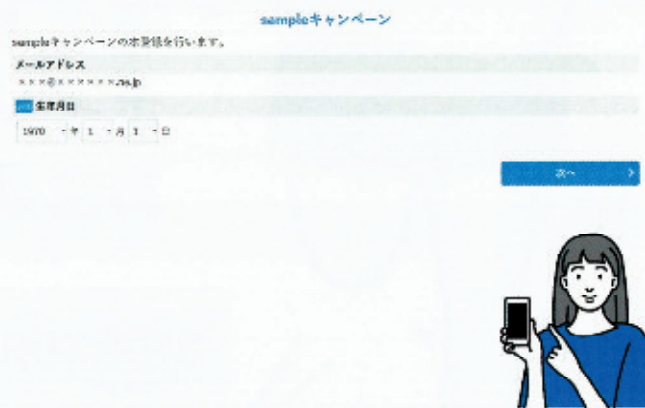 sampleキャンペーン
sampleキャンペーンの本登録を行います。
メールアドレス
×××@××××××.ne.jp
生年月日
1970 年 1 月 1 日
次へ